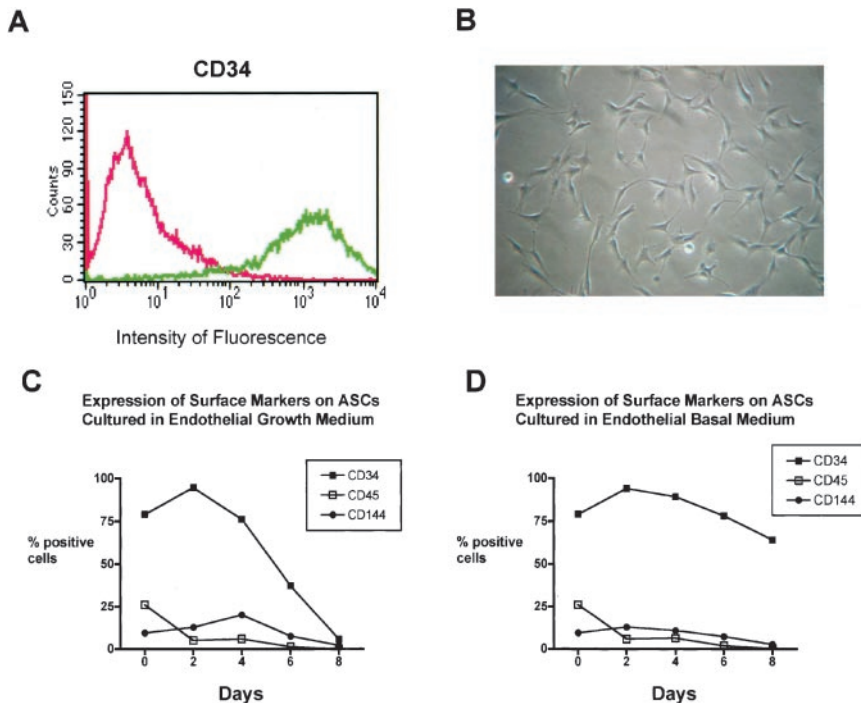 A
CD34
Counts
150
120
90
60
30
0
10^0 10^1 10^2 10^3 10^4
Intensity of Fluorescence
B
C
Expression of Surface Markers on ASCs
Cultured in Endothelial Growth Medium
CD34
CD45
CD144
% positive
cells
100
75
50
25
0
0 2 4 6 8
Days
D
Expression of Surface Markers on ASCs
Cultured in Endothelial Basal Medium
CD34
CD45
CD144
% positive
cells
100
75
50
25
0
0 2 4 6 8
Days